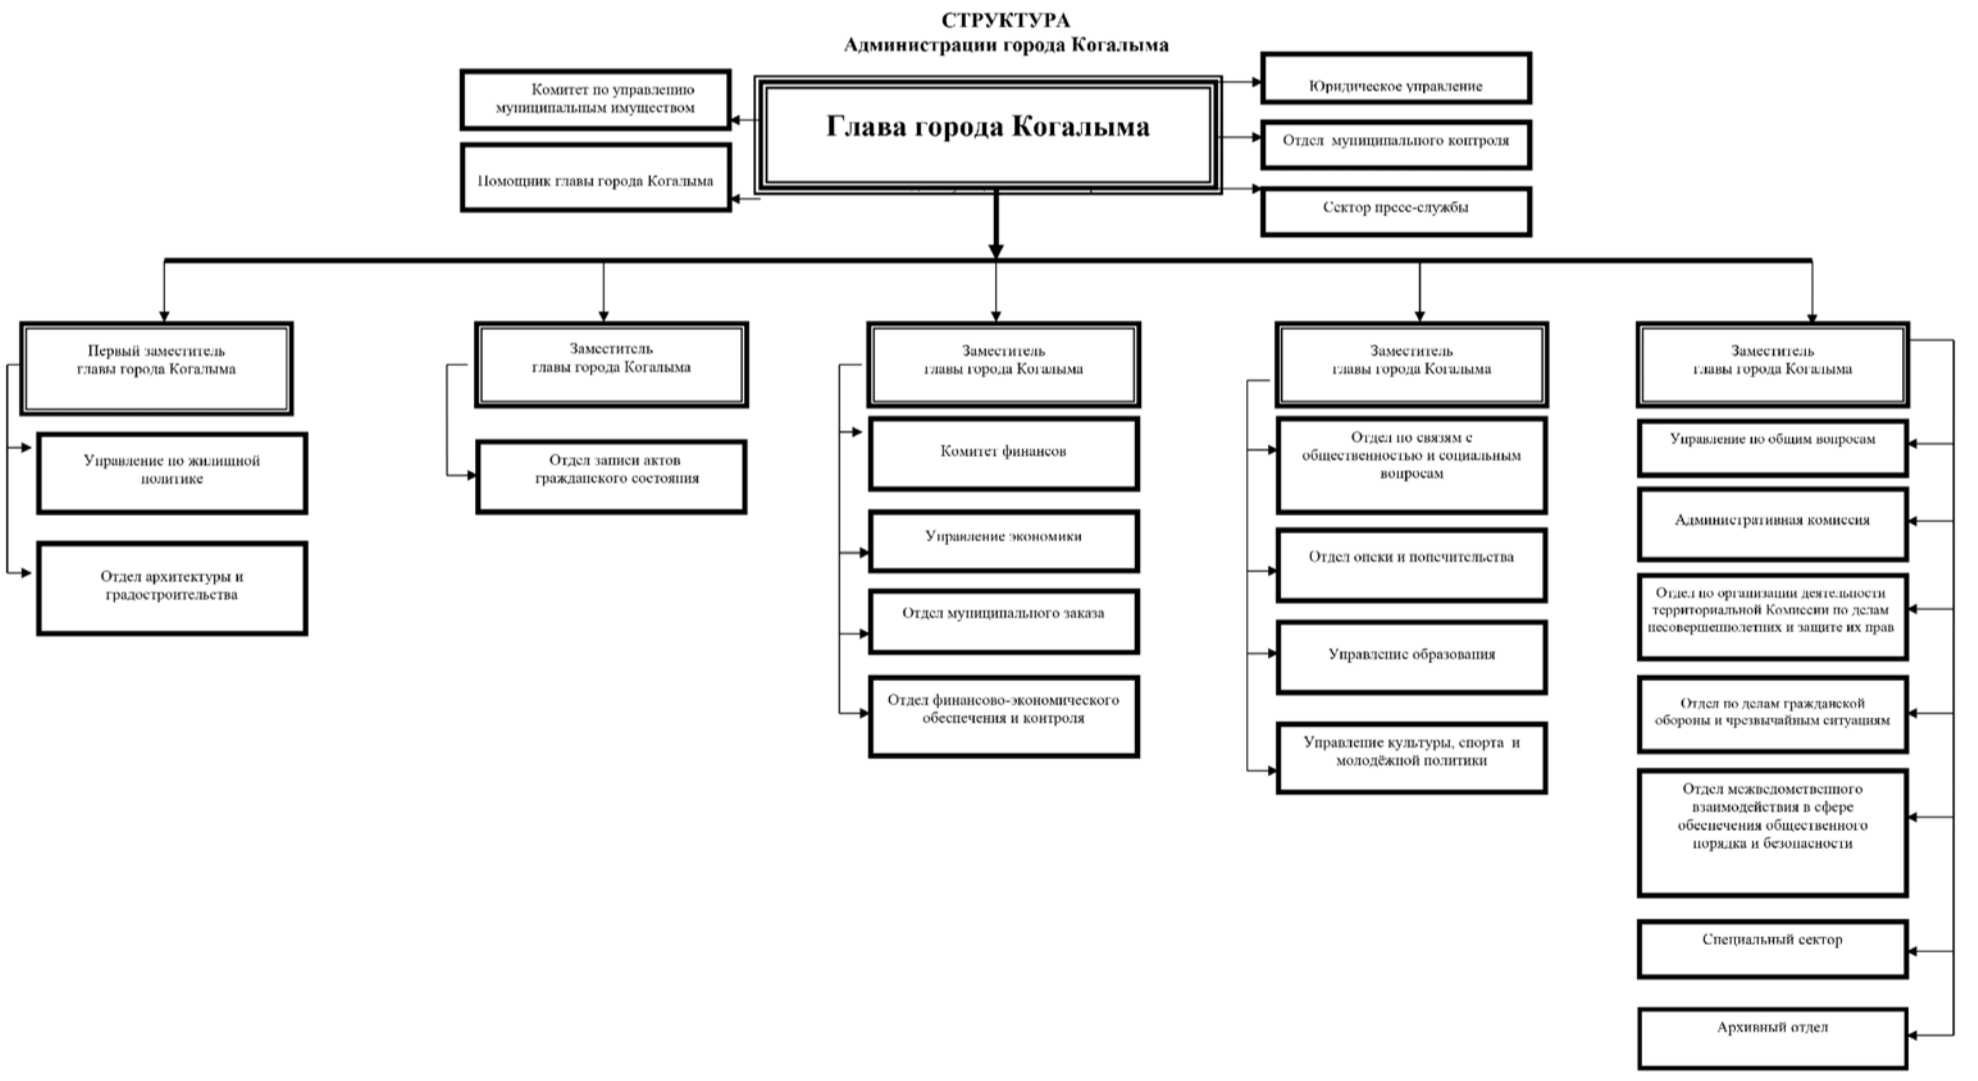 СТРУКТУРА
Администрации города Когалыма
Комитет по управлению
муниципальным имуществом
Помощник главы города Когалыма
Глава города Когалыма
Юридическое управление
Отдел муниципального контроля
Сектор пресс-службы
Первый заместитель
главы города Когалыма
Управление по жилищной
политике
Отдел архитектуры и
градостроительства
Заместитель
главы города Когалыма
Отдел записи актов
гражданского состояния
Заместитель
главы города Когалыма
Комитет финансов
Управление экономики
Отдел муниципального заказа
Отдел финансово-экономического
обеспечения и контроля
Заместитель
главы города Когалыма
Отдел по связям с
общественностью и социальным
вопросам
Отдел опеки и попечительства
Управление образования
Управление культуры, спорта и
молодёжной политики
Заместитель
главы города Когалыма
Управление по общим вопросам
Административная комиссия
Отдел по организации деятельности
территориальной Комиссии по делам
несовершеннолетних и защите их прав
Отдел по делам гражданской
обороны и чрезвычайным ситуациям
Отдел межведомственного
взаимодействия в сфере
обеспечения общественного
порядка и безопасности
Специальный сектор
Архивный отдел